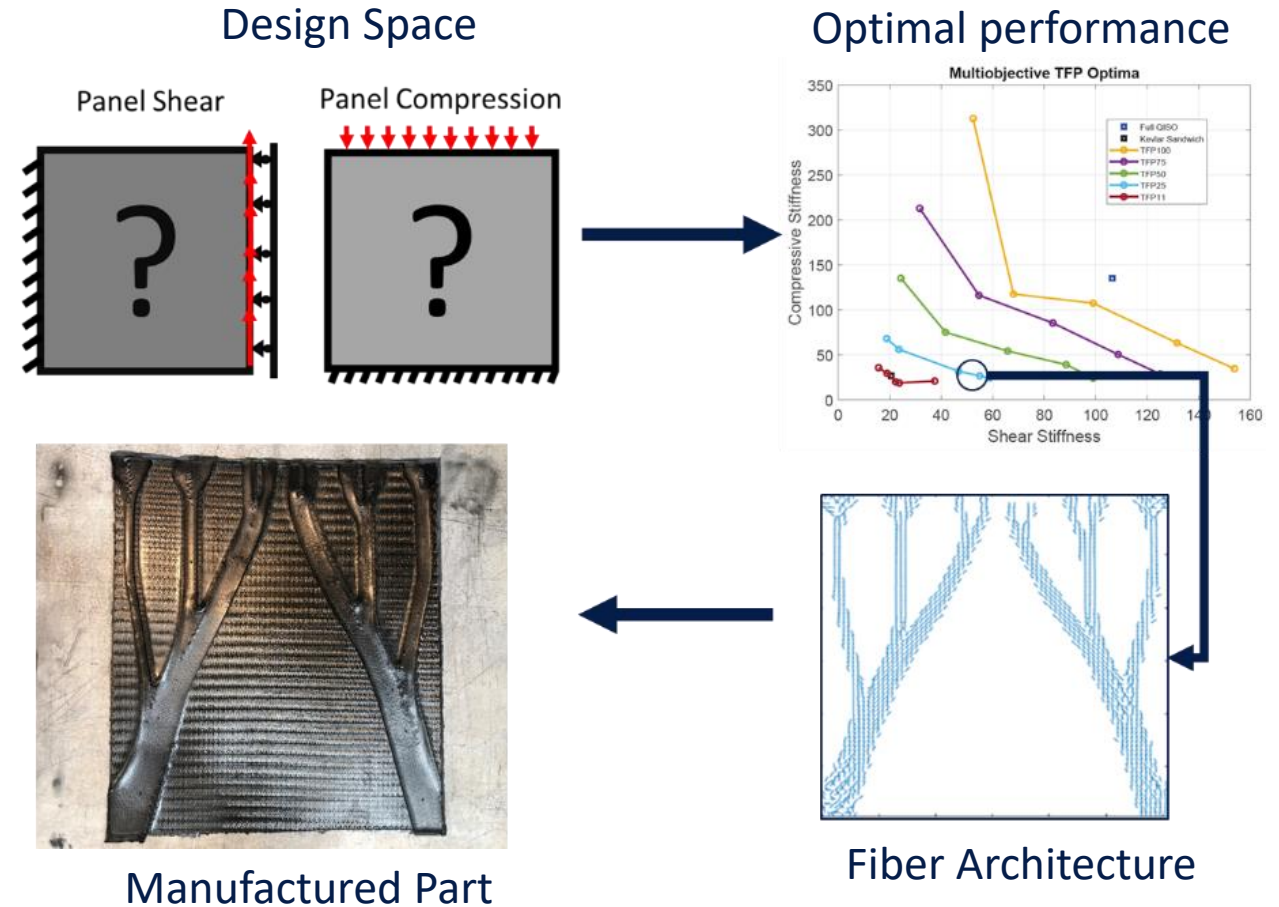 Design Space
Optimal performance
Panel Shear
Panel Compression
?
?
Multiobjective TFP Optima
350
300
250
200
150
100
50
0
Compressive Stiffness
Full QISO
Kevlar Sandwich
TFP100
TFP75
TFP50
TFP25
TFP11
0 20 40 60 80 100 120 14 160
Shear Stiffness
Manufactured Part
Fiber Architecture